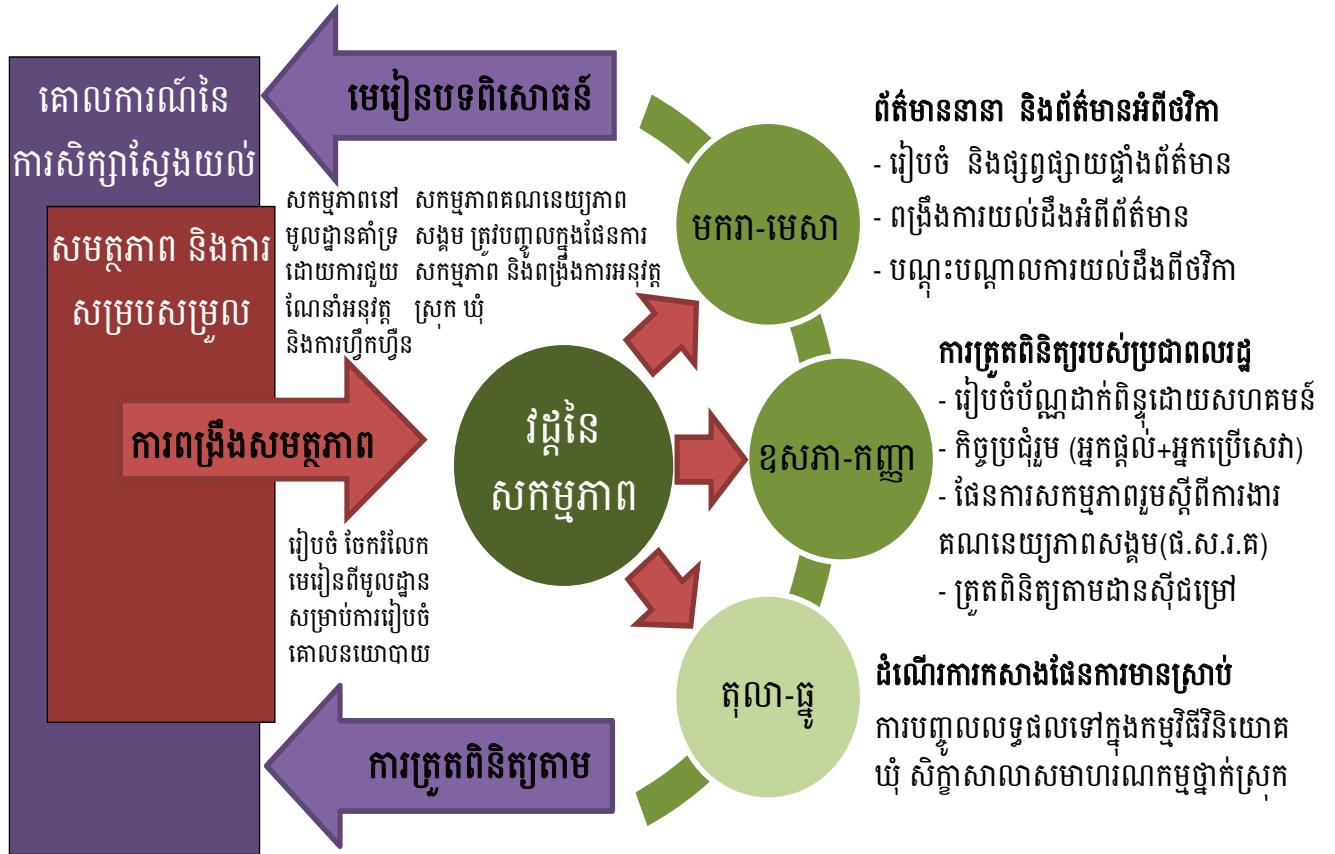 គោលការណ៍នៃ
ការសិក្សាស្វែងយល់
សមត្ថភាព និងការ
សម្របសម្រួល
មេរៀនបទពិសោធន៍
សកម្មភាពនៅ
មូលដ្ឋានគាំទ្រ
ដោយការជួយ
ណែនាំអនុវត្ត
និងការហ្វឹកហ្វឺន
សកម្មភាពគណនេយ្យភាព
សង្គម ត្រូវបញ្ចូលក្នុងផែនការ
សកម្មភាព និងពង្រឹងការអនុវត្ត
ស្រុក ឃុំ
ការពង្រឹងសមត្ថភាព
រៀបចំ ចែករំលែក
មេរៀនពីមូលដ្ឋាន
សម្រាប់ការរៀបចំ
គោលនយោបាយ
ការត្រួតពិនិត្យតាម
វដ្តនៃ
សកម្មភាព
មករា-មេសា
ឧសភា-កញ្ញា
តុលា-ធ្នូ
ព័ត៌មាននានា និងព័ត៌មានអំពីថវិកា
- រៀបចំ និងផ្សព្វផ្សាយផ្ទាំងព័ត៌មាន
- ពង្រឹងការយល់ដឹងអំពីព័ត៌មាន
- បណ្តុះបណ្តាលការយល់ដឹងពីថវិកា
ការត្រួតពិនិត្យរបស់ប្រជាពលរដ្ឋ
- រៀបចំប័ណ្ណដាក់ពិន្ទុដោយសហគមន៍
- កិច្ចប្រជុំរួម (អ្នកផ្តល់+អ្នកប្រើសេវា)
- ផែនការសកម្មភាពរួមស្តីពីការងារ
គណនេយ្យភាពសង្គម(ផ.ស.រ.គ)
- ត្រួតពិនិត្យតាមដានស៊ីជម្រៅ
ដំណើរការកសាងផែនការមានស្រាប់
ការបញ្ចូលលទ្ធផលទៅក្នុងកម្មវិធីវិនិយោគ
ឃុំ សិក្ខាសាលាសមាហរណកម្មថ្នាក់ស្រុក